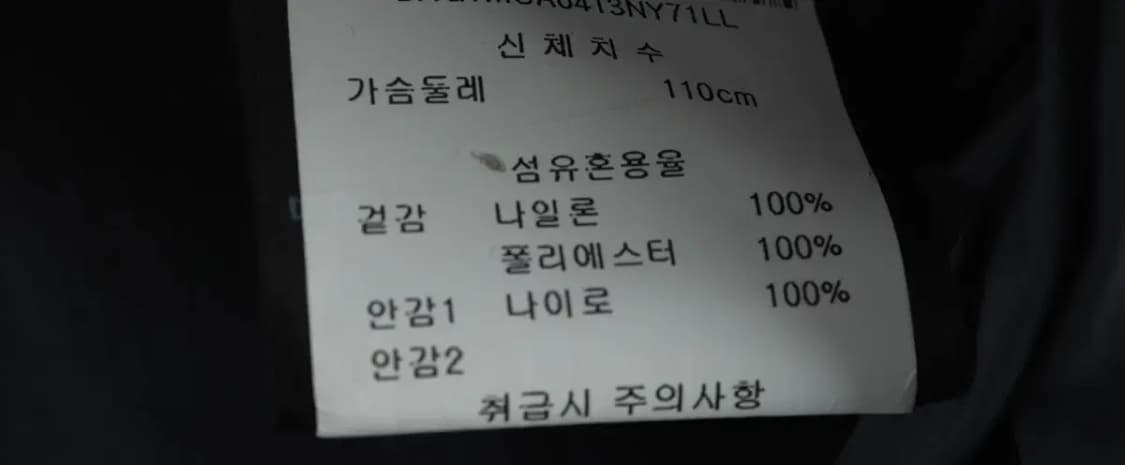 신체치수
가슴둘레 110cm
섬유혼용율
겉감 나일론 100%
폴리에스터 100%
안감1 나이로 100%
안감2
취급시 주의사항